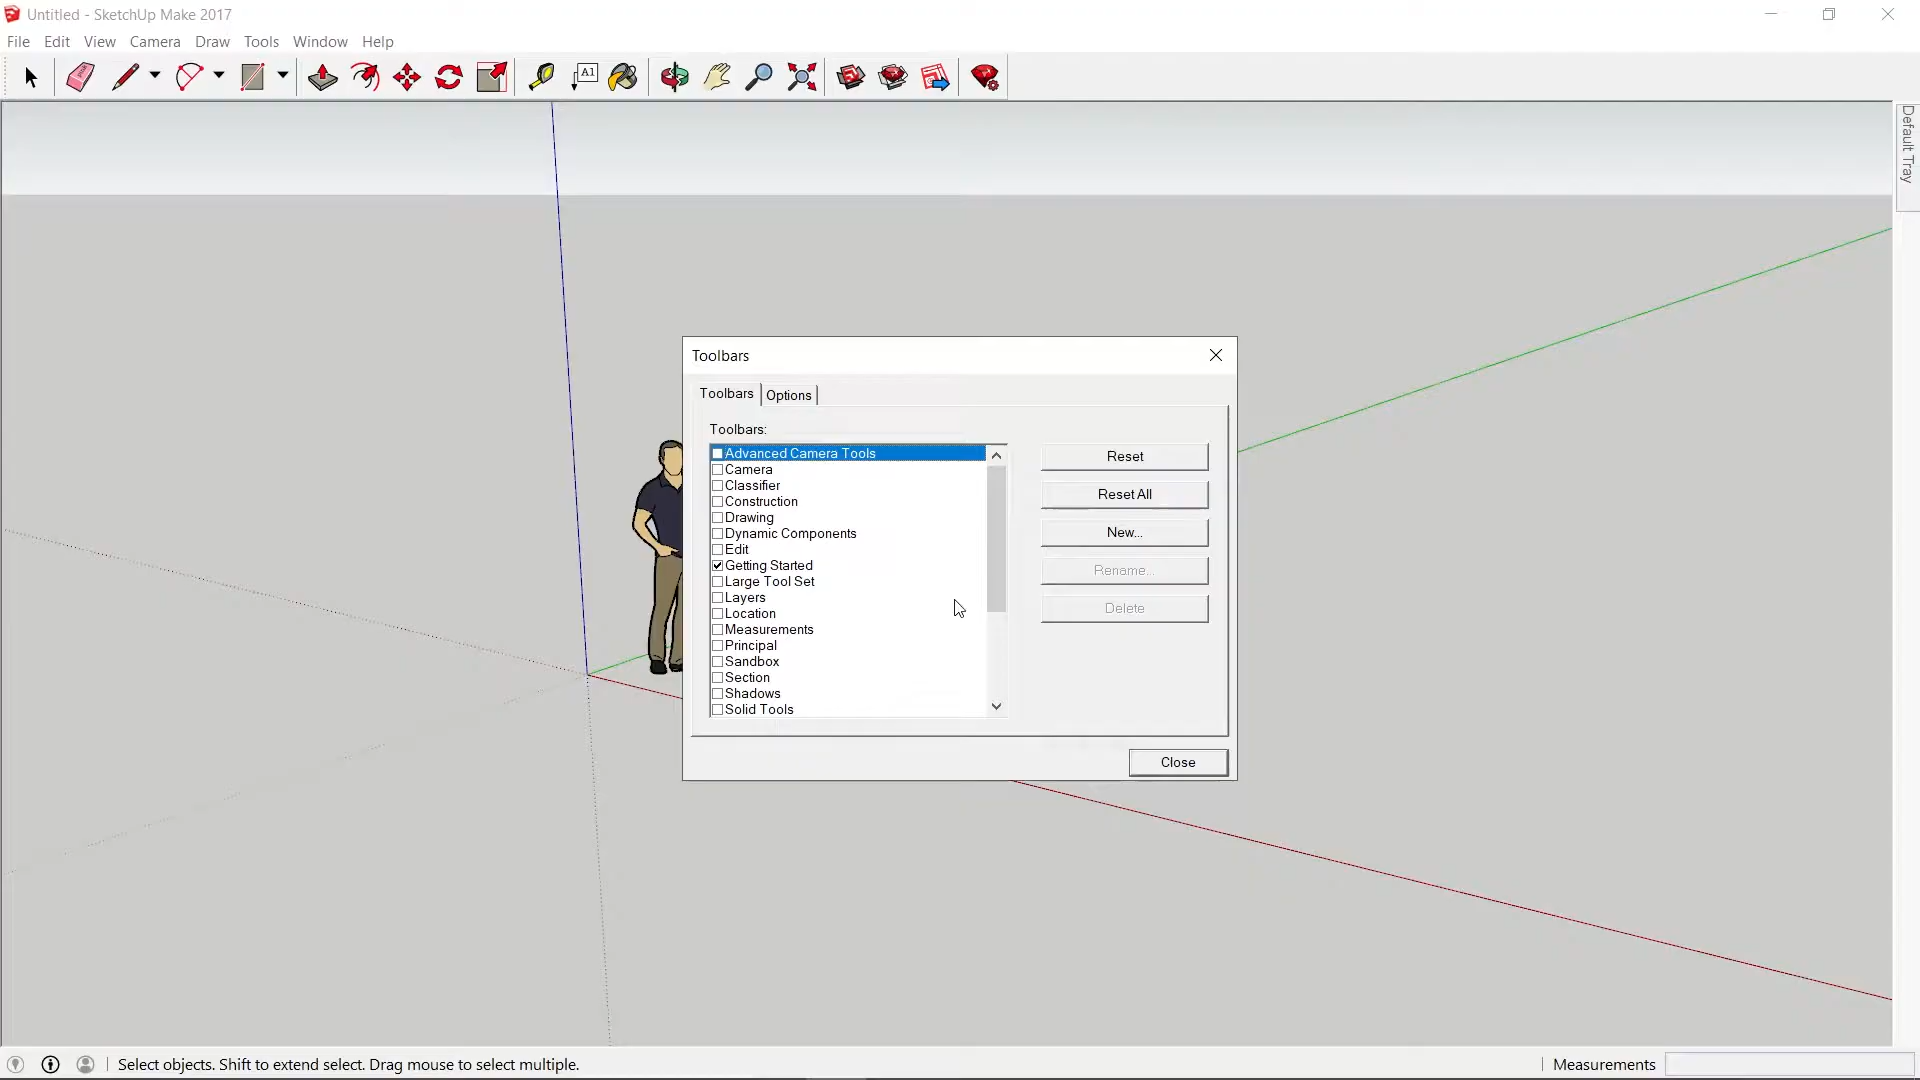 Untitled - SketchUp Make 2017
File Edit View Camera Draw Tools Window Help
A1
Default Tray
Toolbars
Toolbars Options
Toolbars:
Advanced Camera Tools
Camera
Classifier
Construction
Drawing
Dynamic Components
Edit
Getting Started
Large Tool Set
Layers
Location
Measurements
Principal
Sandbox
Section
Shadows
Solid Tools
Reset
Reset All
New...
Rename...
Delete
Close
Select objects. Shift to extend select. Drag mouse to select multiple.
Measurements